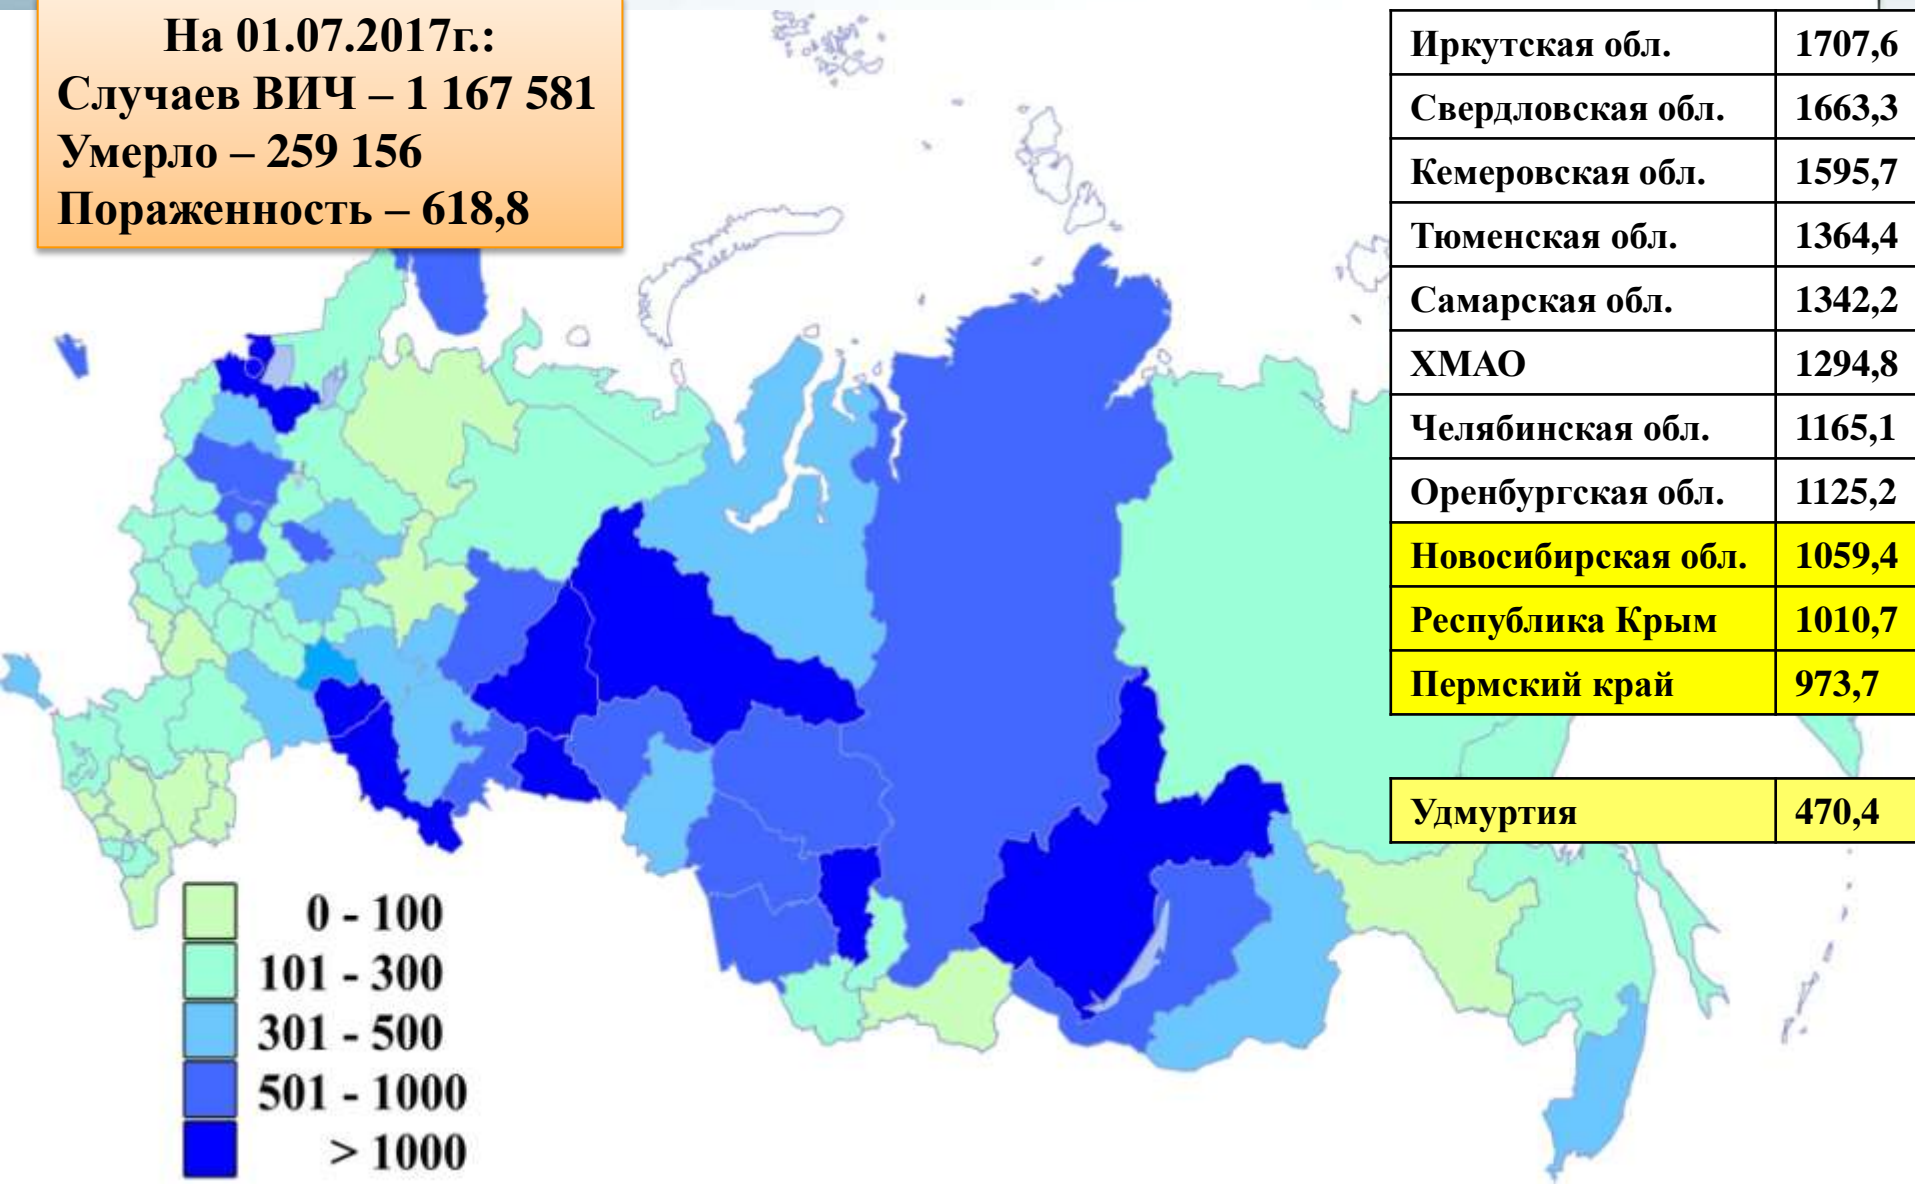 На 01.07.2017г.:
Случаев ВИЧ – 1 167 581
Умерло – 259 156
Пораженность – 618,8
Иркутская обл. 1707,6
Свердловская обл. 1663,3
Кемеровская обл. 1595,7
Тюменская обл. 1364,4
Самарская обл. 1342,2
ХМАО 1294,8
Челябинская обл. 1165,1
Оренбургская обл. 1125,2
Новосибирская обл. 1059,4
Республика Крым 1010,7
Пермский край 973,7
Удмуртия 470,4
0 - 100
101 - 300
301 - 500
501 - 1000
> 1000